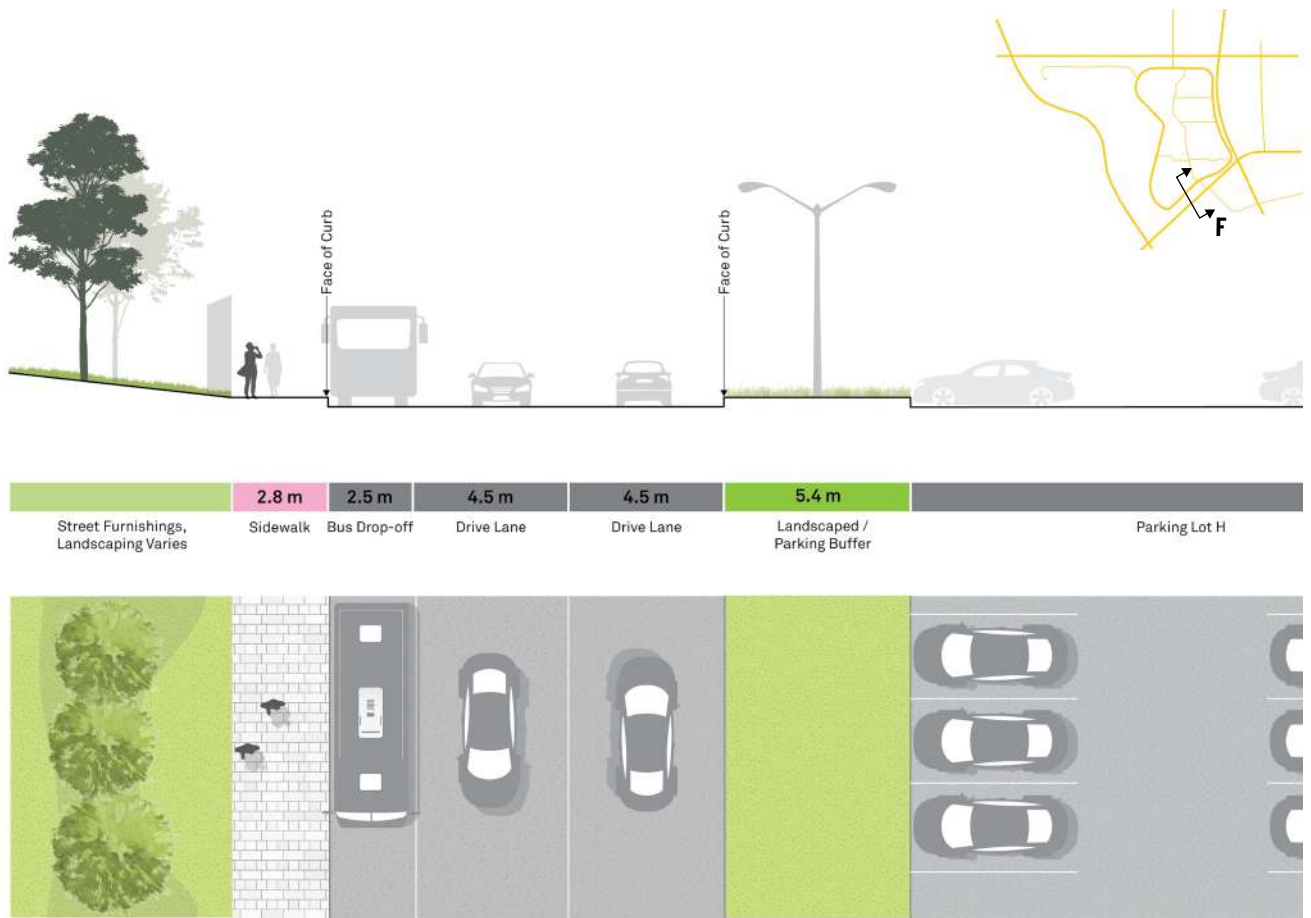 F
Face of Curb
Face of Curb
2.8 m
2.5 m
4.5 m
4.5 m
5.4 m
Street Furnishings,
Landscaping Varies
Sidewalk
Bus Drop-off
Drive Lane
Drive Lane
Landscaped /
Parking Buffer
Parking Lot H